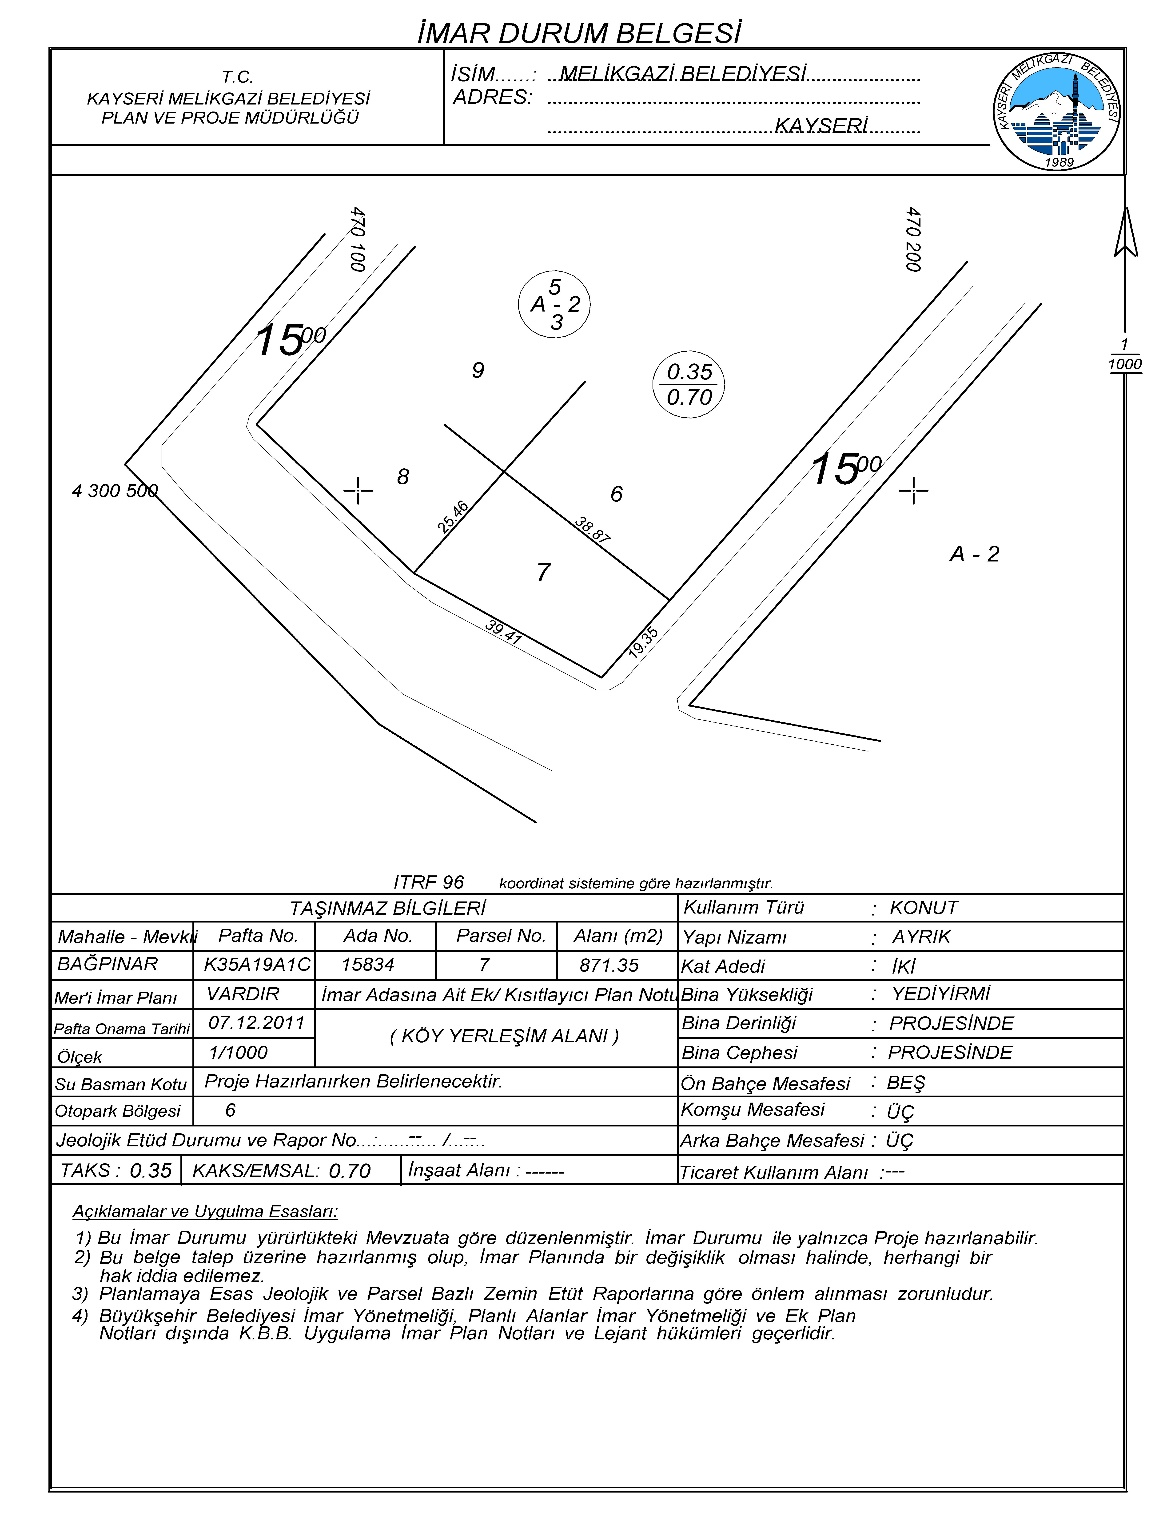 İMAR DURUM BELGESİ
T.C.
KAYSERİ MELİKGAZİ BELEDİYESİ
PLAN VE PROJE MÜDÜRLÜĞÜ
İSİM......: ..MELİKGAZİ BELEDİYESİ......................
ADRES: ................................................................
.......................................KAYSERİ.........
KAYSERİ MELİKGAZİ BELEDİYESİ
1989
470 100
470 200
5
A - 2
3
15 00
1
1000
9
0.35
0.70
15 00
8
4 300 500
6
25.46
38.87
A - 2
7
39.41
19.35
ITRF 96 koordinat sistemine göre hazırlanmıştır.
TAŞINMAZ BİLGİLERİ
Kullanım Türü : KONUT
Mahalle - Mevkii Pafta No. Ada No. Parsel No. Alanı (m2)
Yapı Nizamı : AYRIK
BAĞPINAR K35A19A1C 15834 7 871.35
Kat Adedi : İKİ
Mer'i İmar Planı VARDIR İmar Adasına Ait Ek/ Kısıtlayıcı Plan Notu
Bina Yüksekliği : YEDİYİRMİ
Pafta Onama Tarihi 07.12.2011
( KÖY YERLEŞİM ALANI )
Bina Derinliği : PROJESİNDE
Ölçek 1/1000
Bina Cephesi : PROJESİNDE
Su Basman Kotu Proje Hazırlanırken Belirlenecektir.
Ön Bahçe Mesafesi : BEŞ
Otopark Bölgesi 6
Komşu Mesafesi : ÜÇ
Jeolojik Etüd Durumu ve Rapor No...:......--... /...--..
Arka Bahçe Mesafesi : ÜÇ
TAKS : 0.35 KAKS/EMSAL: 0.70 İnşaat Alanı : ------
Ticaret Kullanım Alanı :---
Açıklamalar ve Uygulma Esasları:
1) Bu İmar Durumu yürürlükteki Mevzuata göre düzenlenmiştir. İmar Durumu ile yalnızca Proje hazırlanabilir.
2) Bu belge talep üzerine hazırlanmış olup, İmar Planında bir değişiklik olması halinde, herhangi bir
hak iddia edilemez.
3) Planlamaya Esas Jeolojik ve Parsel Bazlı Zemin Etüt Raporlarına göre önlem alınması zorunludur.
4) Büyükşehir Belediyesi İmar Yönetmeliği, Planlı Alanlar İmar Yönetmeliği ve Ek Plan
Notları dışında K.B.B. Uygulama İmar Plan Notları ve Lejant hükümleri geçerlidir.